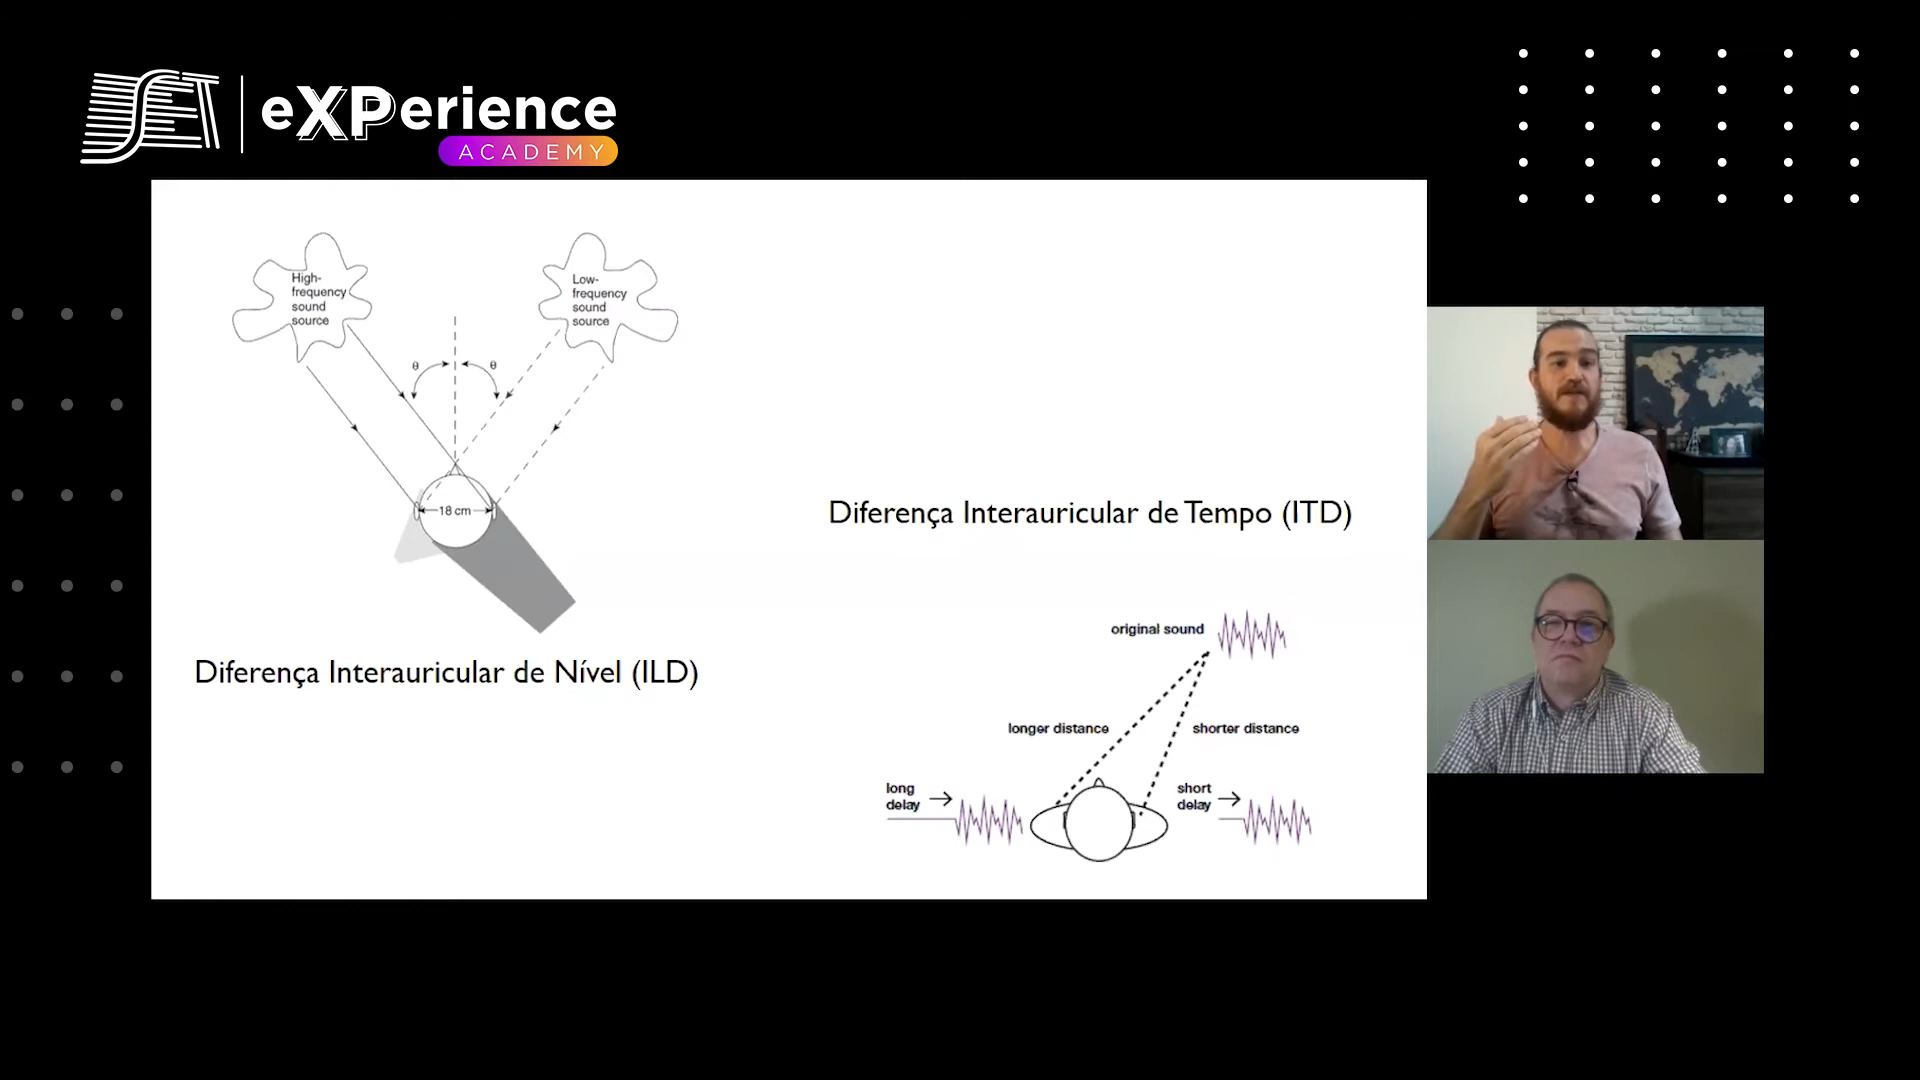 SET
eXPerience
ACADEMY
High-
frequency
sound
source
Low-
frequency
sound
source
θ
θ
18 cm
Diferença Interauricular de Nível (ILD)
Diferença Interauricular de Tempo (ITD)
original sound
longer distance
shorter distance
long
delay
short
delay